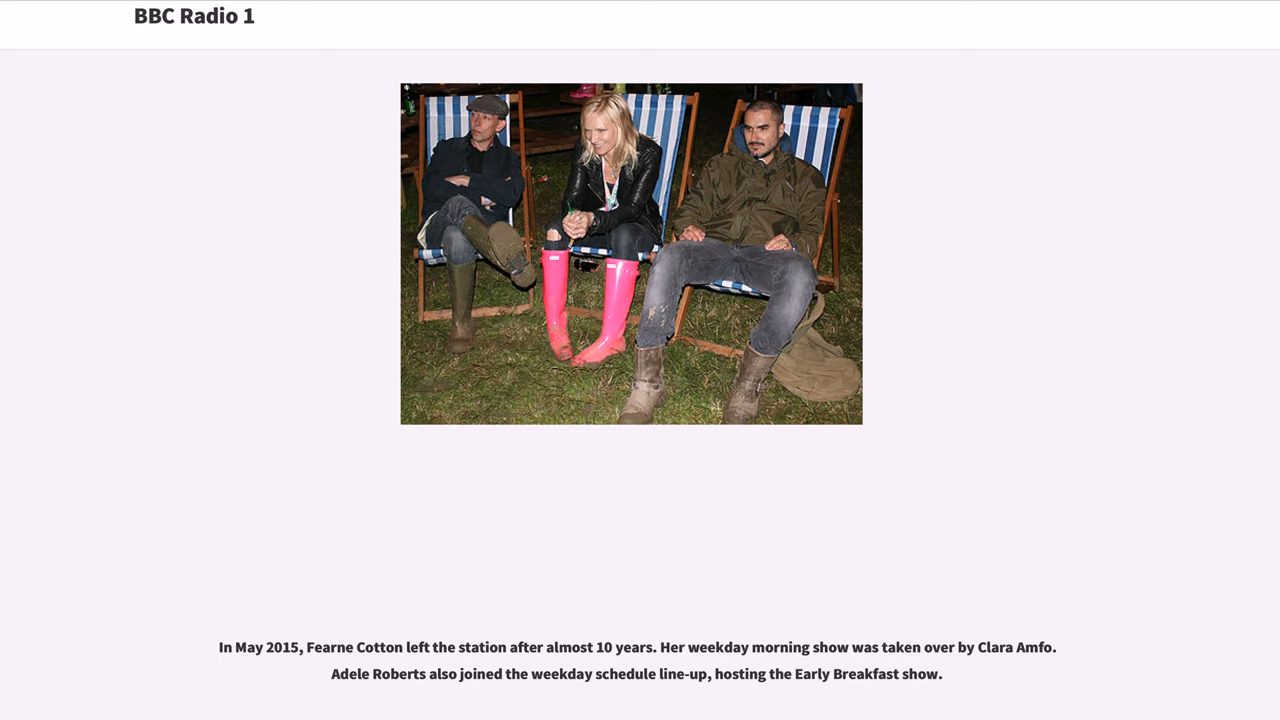 BBC Radio 1
In May 2015, Fearne Cotton left the station after almost 10 years. Her weekday morning show was taken over by Clara Amfo.
Adele Roberts also joined the weekday schedule line-up, hosting the Early Breakfast show.